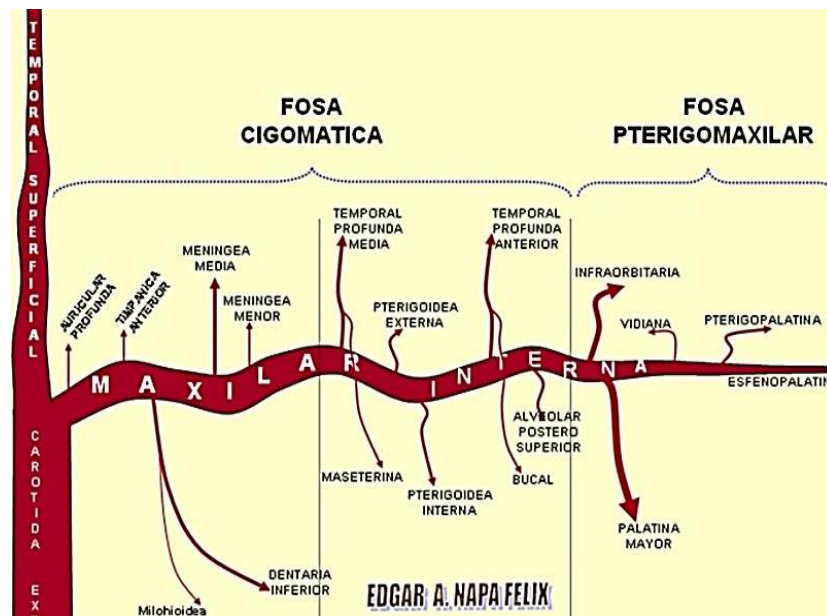 TEMPORAL SUPERFICIAL
FOSA
CIGOMATICA
FOSA
PTERIGOMAXILAR
AURICULAR
PROFUNDA
TIMPANICA
ANTERIOR
MENINGEA
MEDIA
MENINGEA
MENOR
TEMPORAL
PROFUNDA
MEDIA
PTERIGOIDEA
EXTERNA
TEMPORAL
PROFUNDA
ANTERIOR
INFRAORBITARIA
VIDIANA
PTERIGOPALATINA
ESFENOPALATIN
MAXILAR INTERNA
CAROTIDA EX
MASETERINA
PTERIGOIDEA
INTERNA
ALVEOLAR
POSTERO
SUPERIOR
BUCAL
PALATINA
MAYOR
DENTARIA
INFERIOR
Milohioidea
EDGAR A. NAPA FELIX